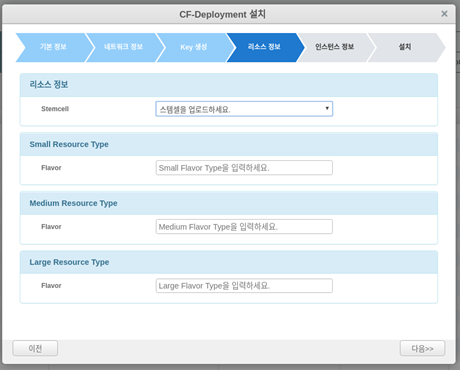 CF-Deployment 설치
×
기본 정보
네트워크 정보
Key 생성
리소스 정보
인스턴스 정보
설치
리소스 정보
Stemcell
스템셀을 업로드하세요.
Small Resource Type
Flavor
Small Flavor Type을 입력하세요.
Medium Resource Type
Flavor
Medium Flavor Type을 입력하세요.
Large Resource Type
Flavor
Large Flavor Type을 입력하세요.
이전
다음>>